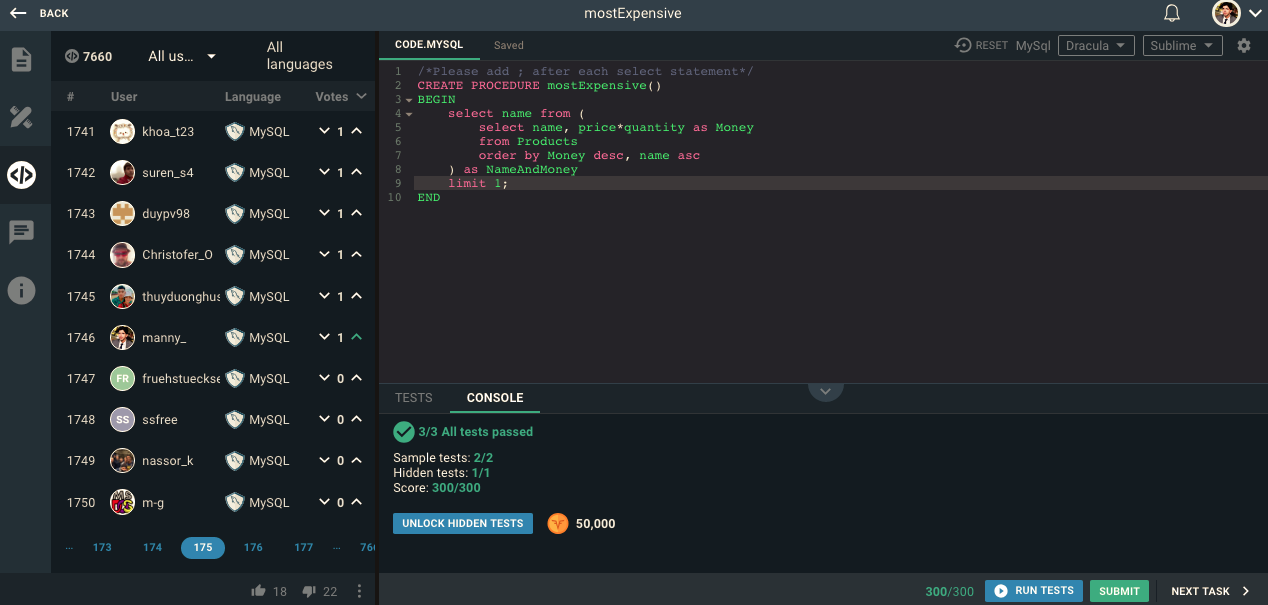 BACK
mostExpensive
7660
All us...
All
languages
# User Language Votes
1741 khoa_t23 MySQL 1
1742 suren_s4 MySQL 1
1743 duypv98 MySQL 1
1744 Christofer_O MySQL 1
1745 thuyduonghus MySQL 1
1746 manny_ MySQL 1
1747 FR fruehstueckse MySQL 0
1748 SS ssfree MySQL 0
1749 nassor_k MySQL 0
1750 m-g MySQL 0
... 173 174 175 176 177 ... 766
18 22
CODE.MYSQL Saved
RESET MySql Dracula Sublime
1 /*Please add ; after each select statement*/
2 CREATE PROCEDURE mostExpensive()
3 BEGIN
4 select name from (
5 select name, price*quantity as Money
6 from Products
7 order by Money desc, name asc
8 ) as NameAndMoney
9 limit 1;
10 END
TESTS CONSOLE
3/3 All tests passed
Sample tests: 2/2
Hidden tests: 1/1
Score: 300/300
UNLOCK HIDDEN TESTS 50,000
300/300 RUN TESTS SUBMIT NEXT TASK